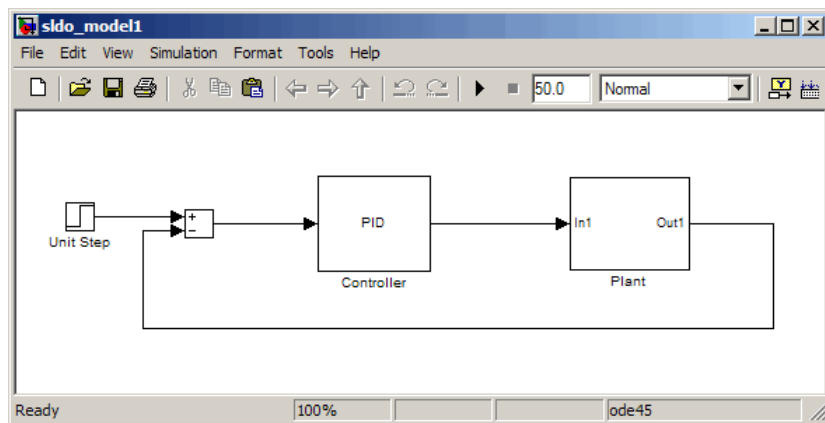 sldo_model1
File Edit View Simulation Format Tools Help
50.0 Normal
+
−
Unit Step
PID
Controller
In1 Out1
Plant
Ready 100% ode45